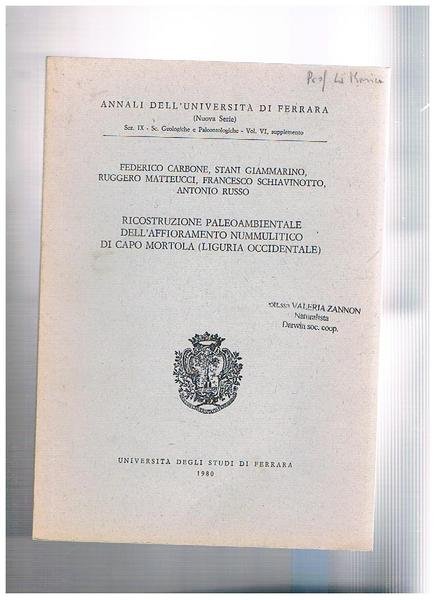 Prof.
ANNALI DELL'UNIVERSITÀ DI FERRARA
(Nuova Serie)
Sez. IX - Sc. Geologiche e Paleontologiche - Vol. VI, supplemento
FEDERICO CARBONE, STANI GIAMMARINO,
RUGGERO MATTEUCCI, FRANCESCO SCHIAVINOTTO,
ANTONIO RUSSO
RICOSTRUZIONE PALEOAMBIENTALE
DELL'AFFIORAMENTO NUMMULITICO
DI CAPO MORTOLA (LIGURIA OCCIDENTALE)
VALERIA ZANNON
Naturalista
Darwin soc. coop.
UNIVERSITÀ DEGLI STUDI DI FERRARA
1980